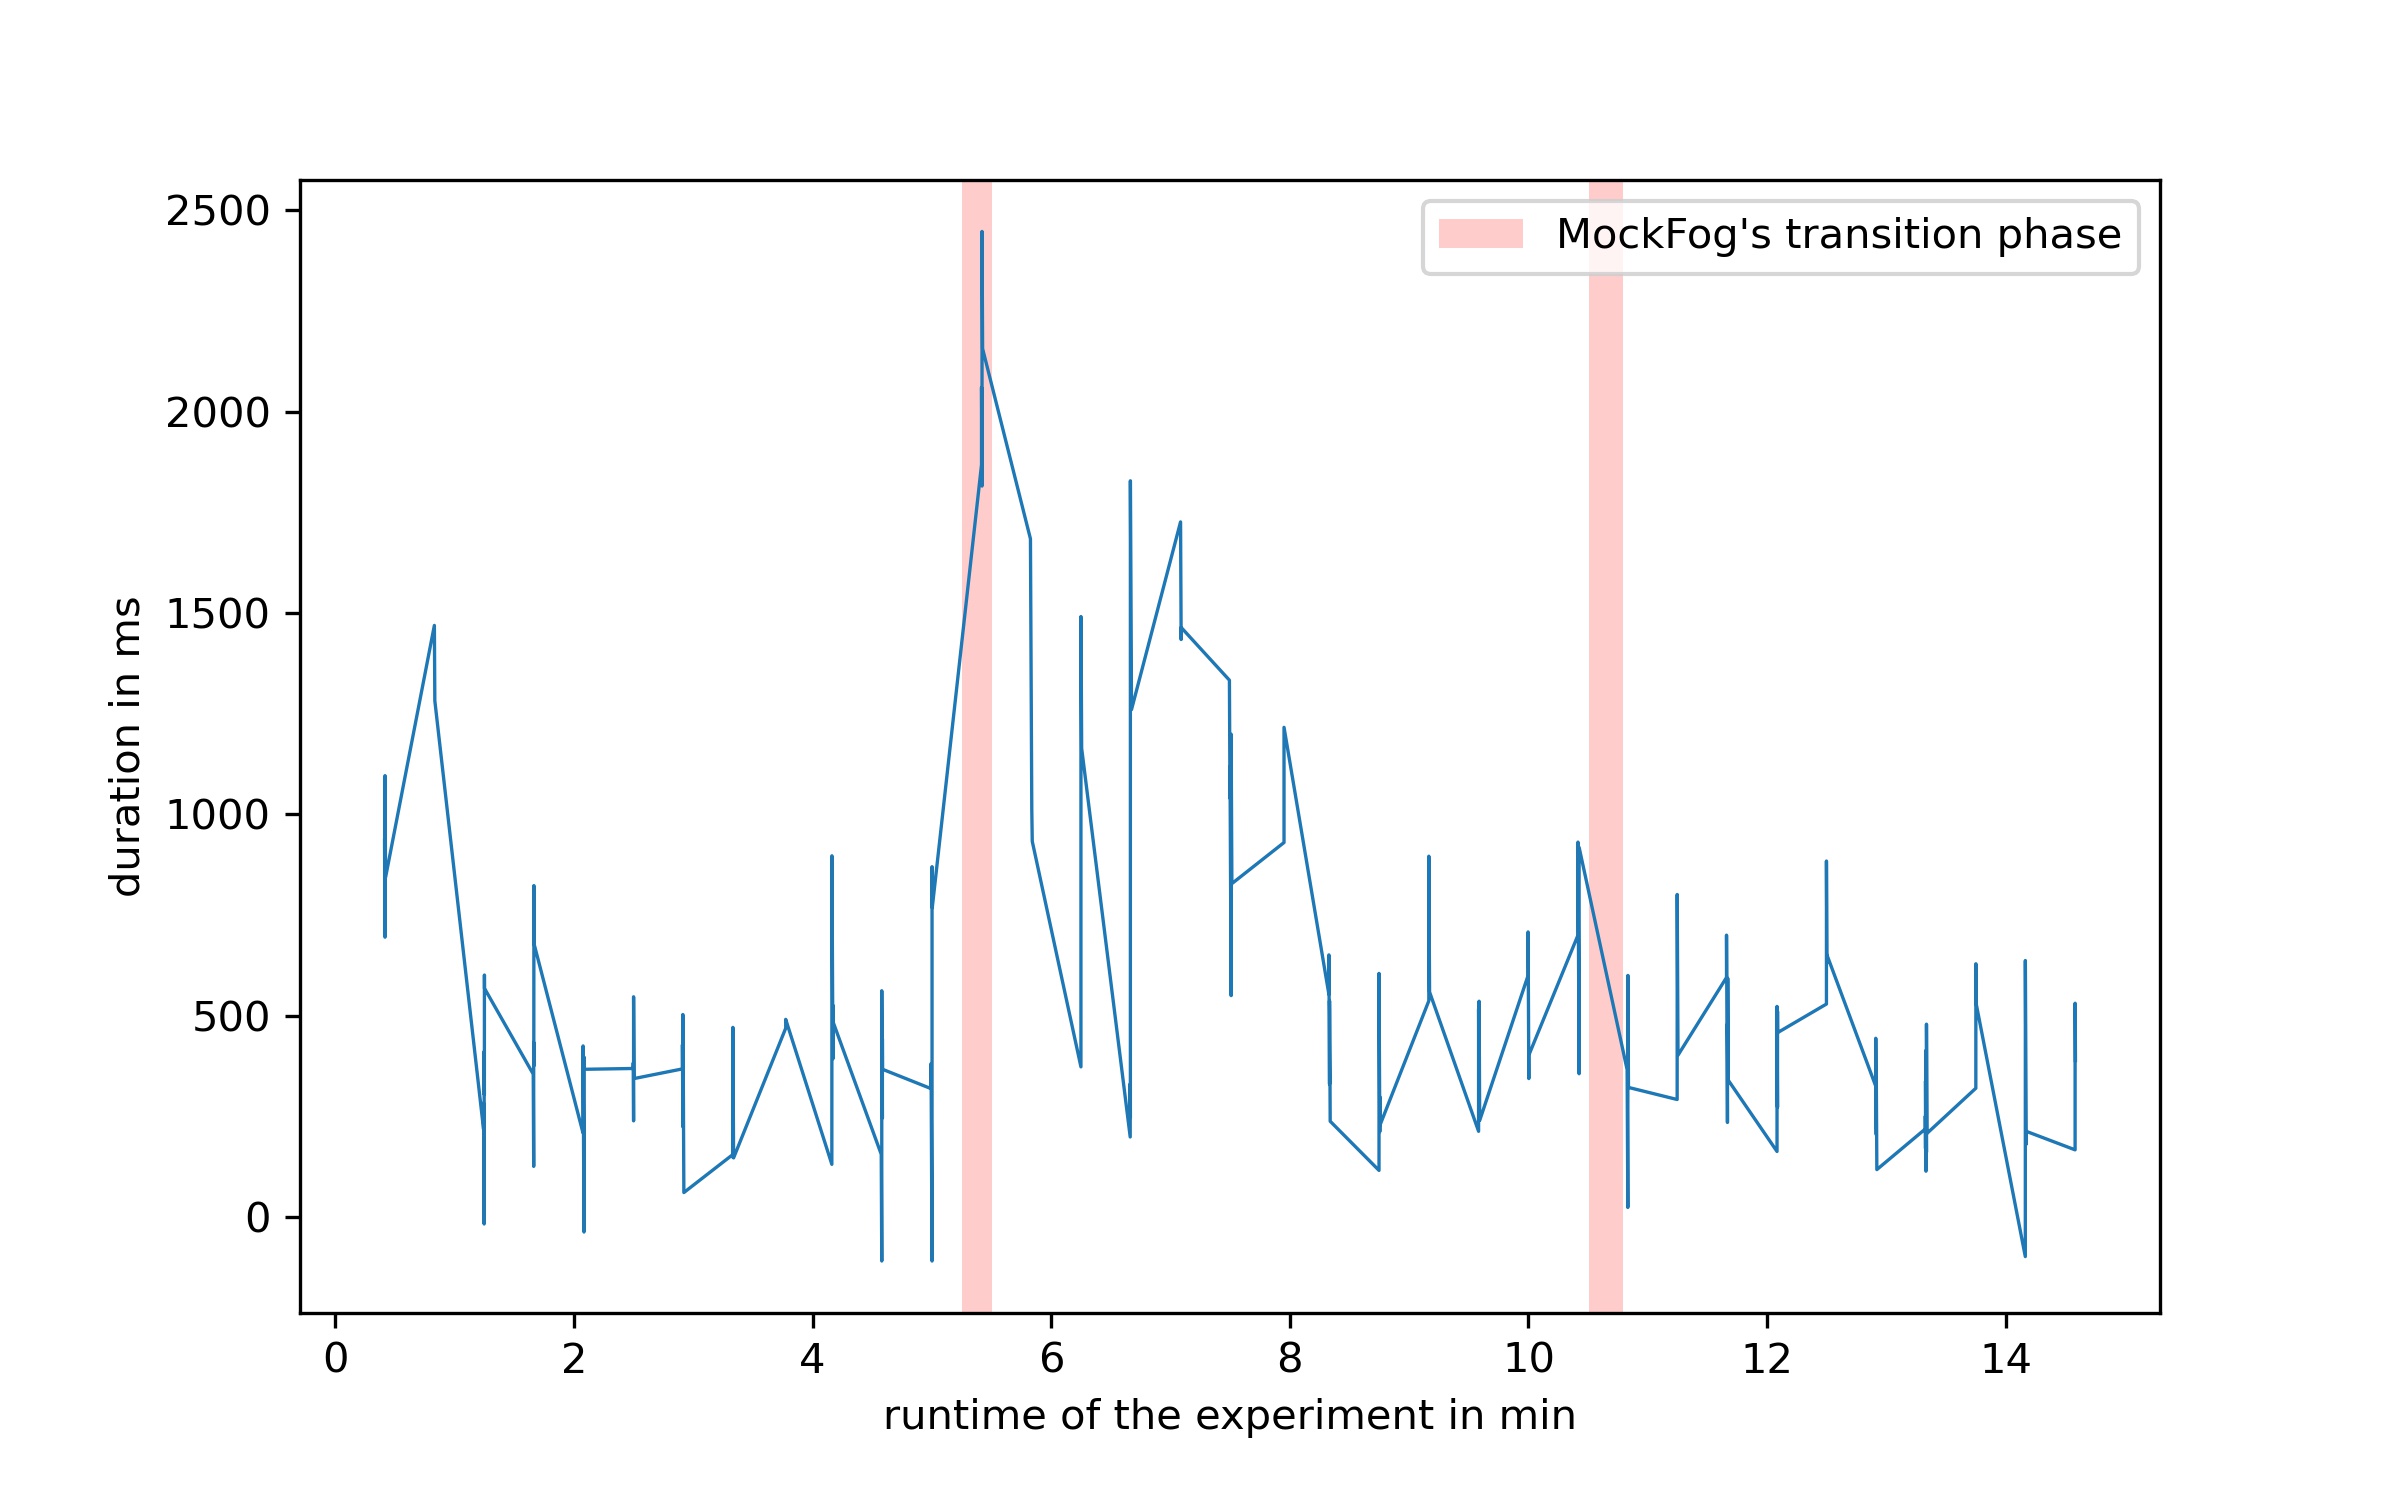 MockFog's transition phase
duration in ms
2500
2000
1500
1000
500
0
0 2 4 6 8 10 12 14
runtime of the experiment in min